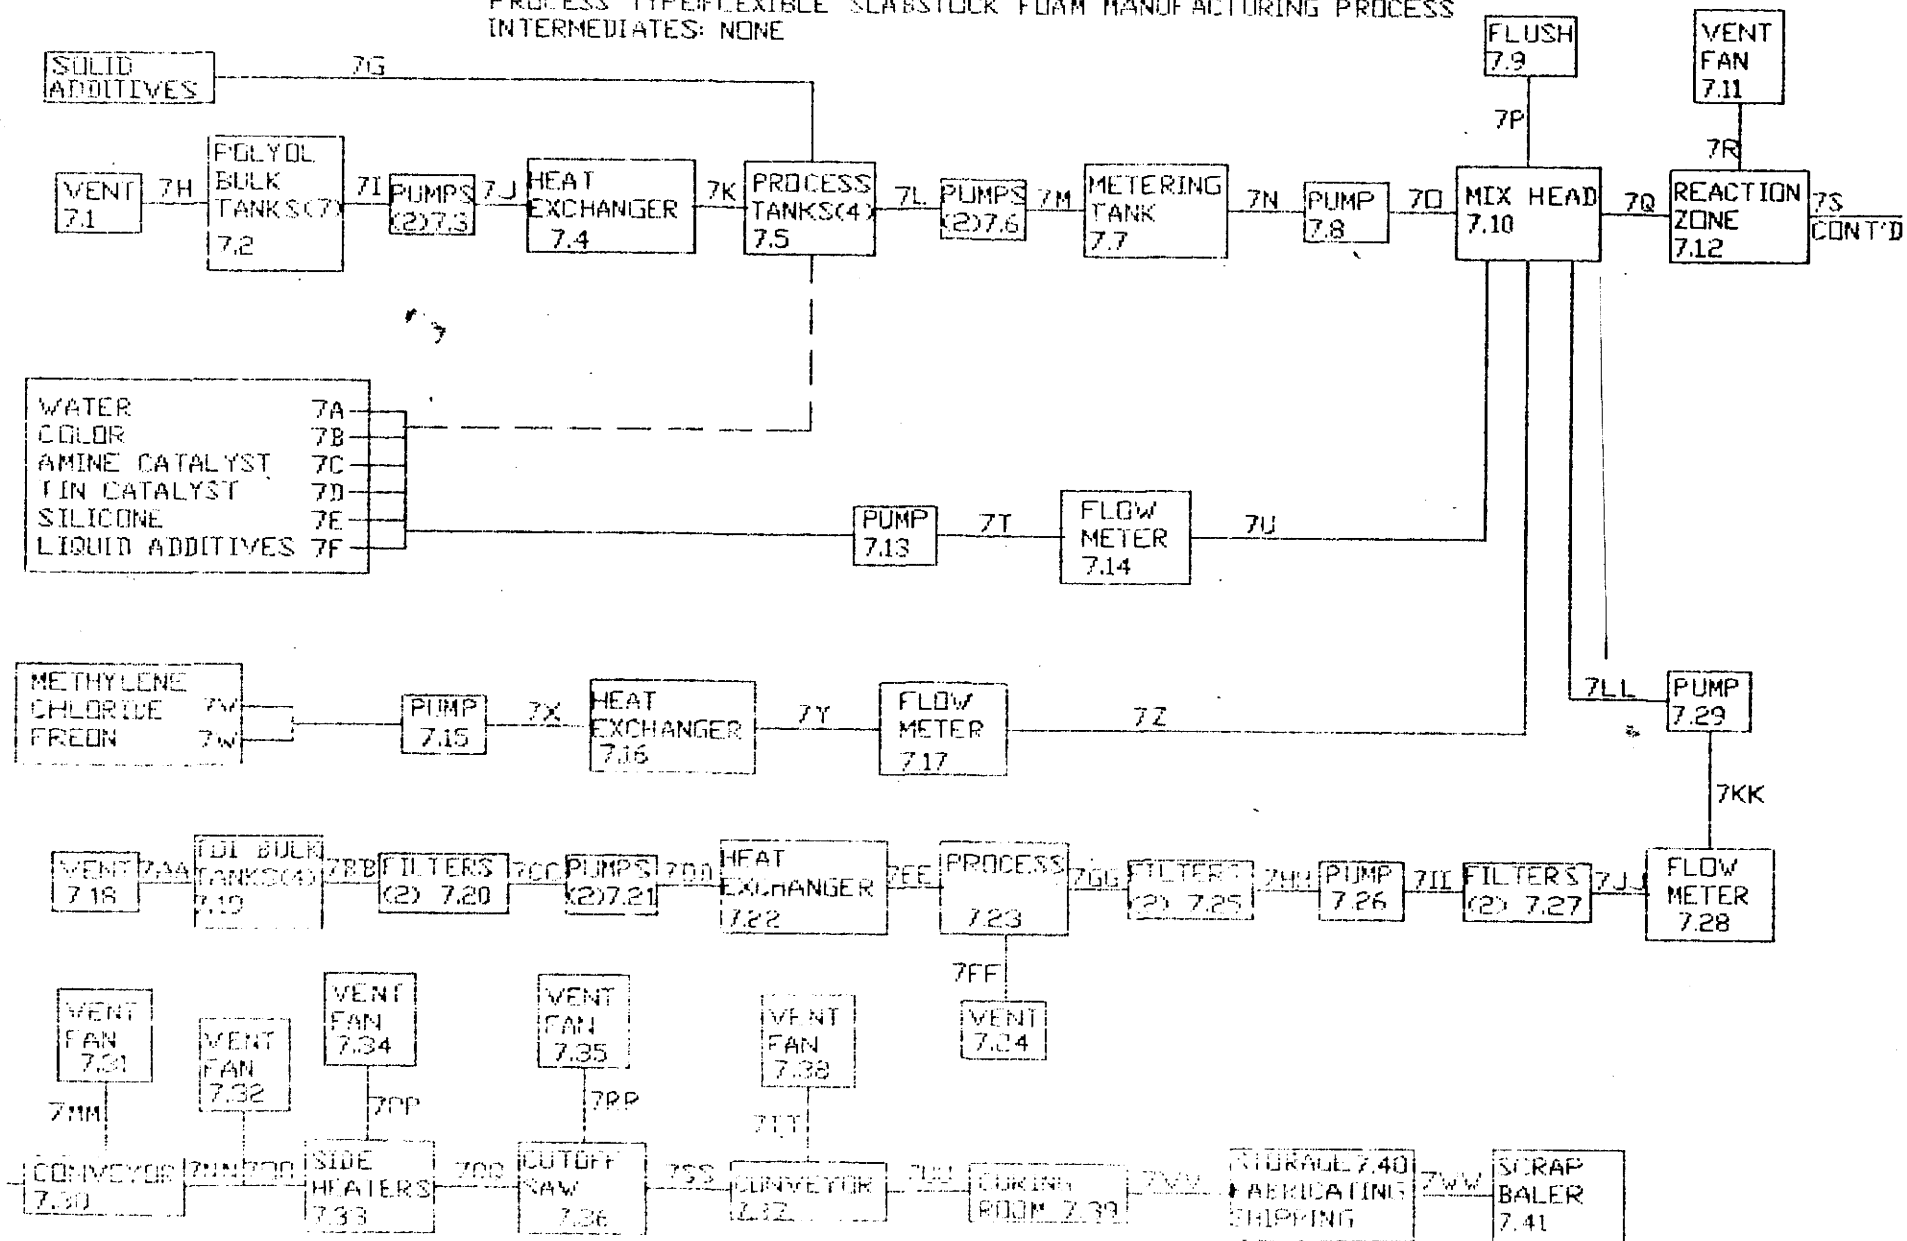 PROCESS TYPE:FLEXIBLE SLABSTOCK FOAM MANUFACTURING PROCESS
INTERMEDIATES: NONE
SOLID
ADDITIVES
7G
FLUSH
7.9
VENT
FAN
7.11
7P
7R
VENT
7.1
7H
POLYOL
BULK
TANKS(7)
7.2
7I
PUMPS
(2)7.3
7J
HEAT
EXCHANGER
7.4
7K
PROCESS
TANKS(4)
7.5
7L
PUMPS
(2)7.6
7M
METERING
TANK
7.7
7N
PUMP
7.8
7O
MIX HEAD
7.10
7Q
REACTION
ZONE
7.12
7S
CONT'D
WATER 7A
COLOR 7B
AMINE CATALYST 7C
TIN CATALYST 7D
SILICONE 7E
LIQUID ADDITIVES 7F
PUMP
7.13
7T
FLOW
METER
7.14
7U
METHYLENE
CHLORIDE 7V
FREON 7W
PUMP
7.15
7X
HEAT
EXCHANGER
7.16
7Y
FLOW
METER
7.17
7Z
7LL
PUMP
7.29
7KK
VENT
7.18
7AA
TDI BULK
TANKS(4)
7.19
7BB
FILTERS
(2) 7.20
7CC
PUMPS
(2)7.21
7DD
HEAT
EXCHANGER
7.22
7EE
PROCESS
7.23
7GG
FILTERS
(2) 7.25
7HH
PUMP
7.26
7II
FILTERS
(2) 7.27
7JJ
FLOW
METER
7.28
7FF
VENT
7.24
VENT
FAN
7.31
VENT
FAN
7.32
VENT
FAN
7.34
VENT
FAN
7.35
VENT
FAN
7.38
7MM
7PP
7RR
7TT
CONVEYOR
7.30
7NN
7OO
SIDE
HEATERS
7.33
7QQ
CUTOFF
SAW
7.36
7SS
CONVEYOR
7UU
CURING
ROOM 7.39
7VV
STORAGE 7.40
FABRICATING
SHIPPING
7WW
SCRAP
BALER
7.41